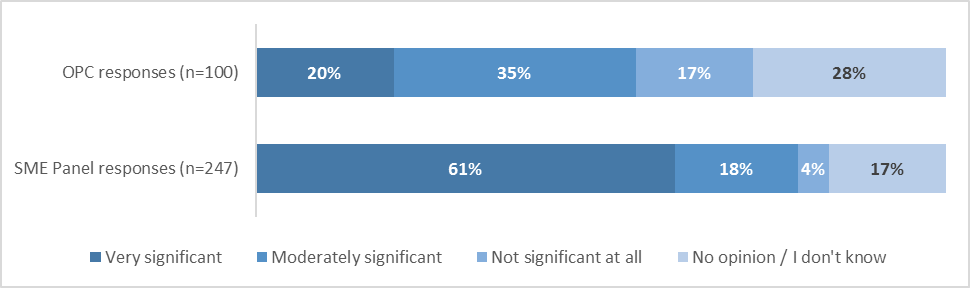 OPC responses (n=100)
20% 35% 17% 28%
SME Panel responses (n=247)
61% 18% 4% 17%
Very significant Moderately significant Not significant at all No opinion / I don't know